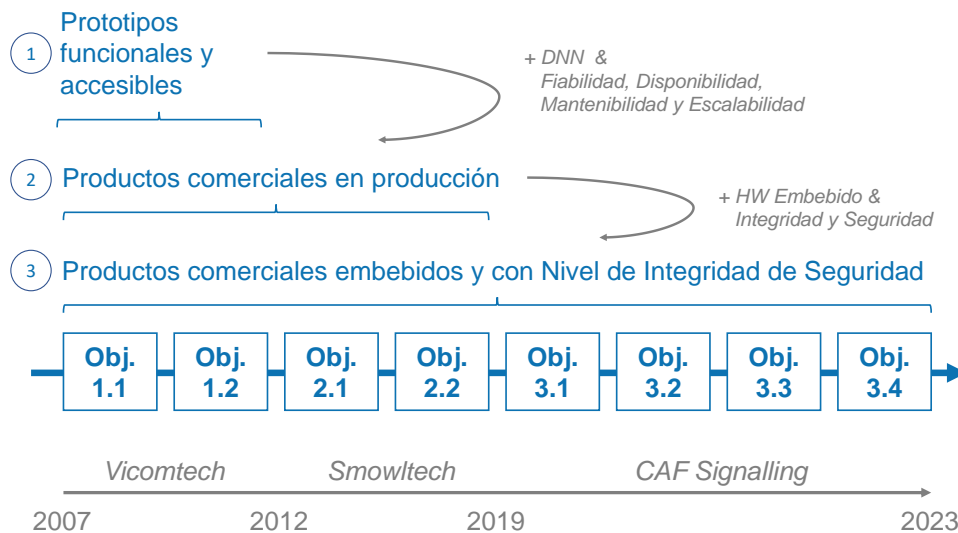 1
Prototipos
funcionales y
accesibles
+ DNN &
Fiabilidad, Disponibilidad,
Mantenibilidad y Escalabilidad
2
Productos comerciales en producción
+ HW Embebido &
Integridad y Seguridad
3
Productos comerciales embebidos y con Nivel de Integridad de Seguridad
Obj.
1.1
Obj.
1.2
Obj.
2.1
Obj.
2.2
Obj.
3.1
Obj.
3.2
Obj.
3.3
Obj.
3.4
Vicomtech
Smowltech
CAF Signalling
2007
2012
2019
2023